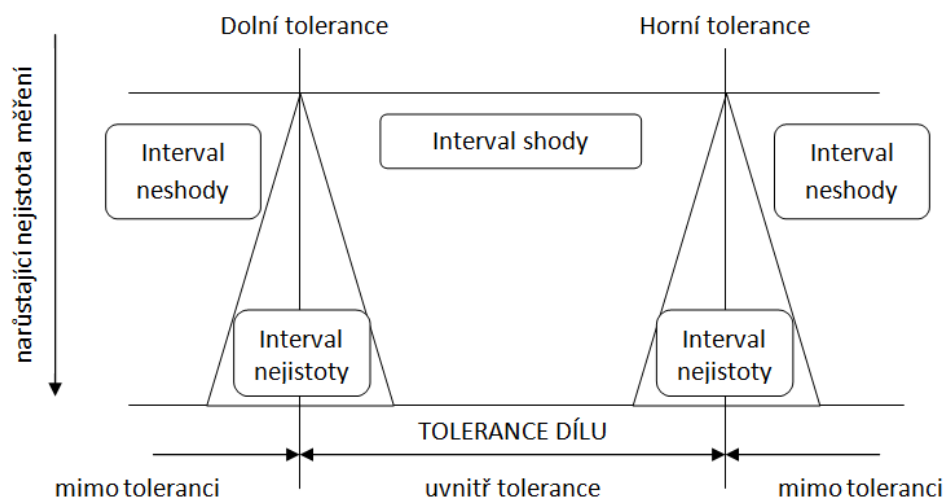 Dolní tolerance
Horní tolerance
narůstající nejistota měření
Interval
neshody
Interval shody
Interval
neshody
Interval
nejistoty
Interval
nejistoty
TOLERANCE DÍLU
mimo toleranci
uvnitř tolerance
mimo toleranci